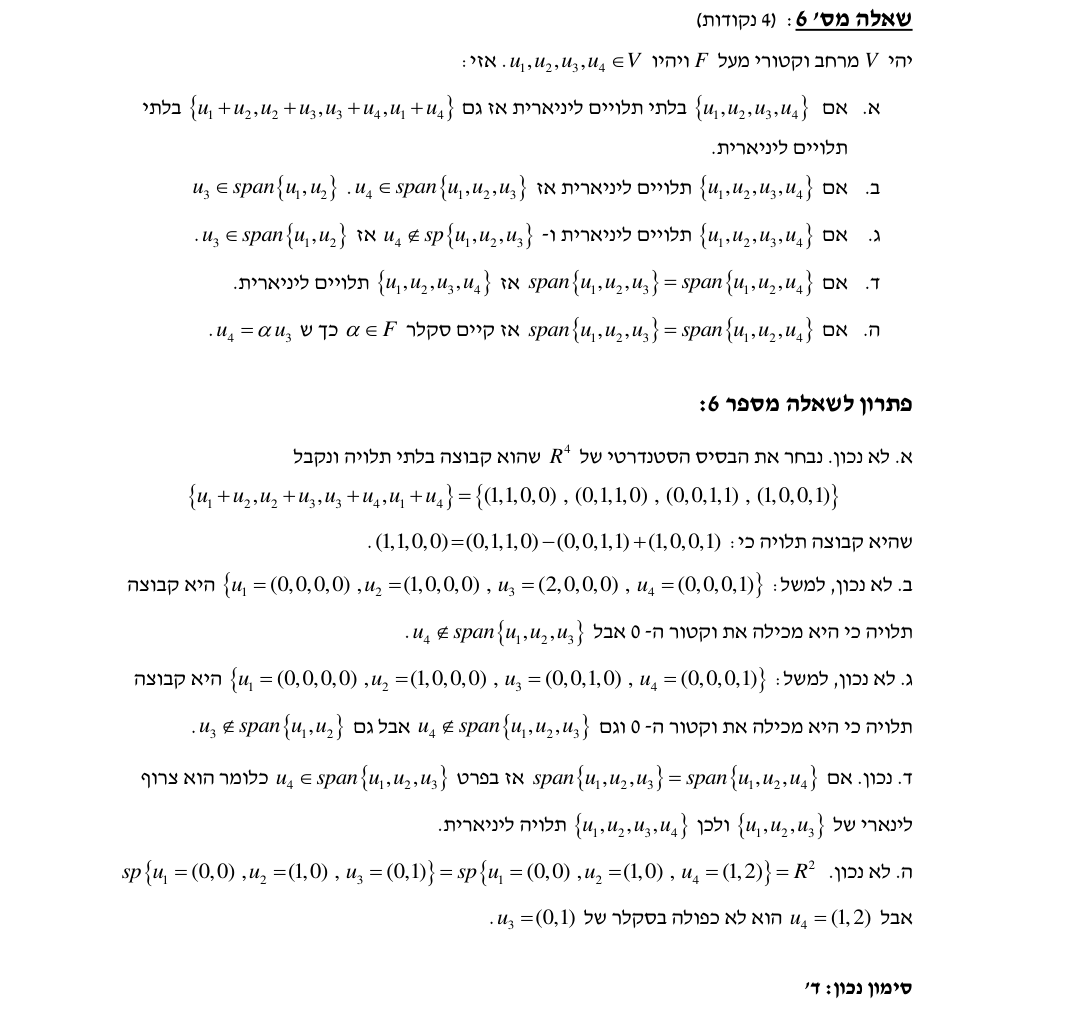 שאלה מס׳ 6 : (4 נקודות)
יהי V מרחב וקטורי מעל F ויהיו u₁,u₂,u₃,u₄ ∈ V. אזי:
א. אם {u₁,u₂,u₃,u₄} בלתי תלויים ליניארית אז גם {u₁+u₂,u₂+u₃,u₃+u₄,u₁+u₄} בלתי
תלויים ליניארית.
ב. אם {u₁,u₂,u₃,u₄} תלויים ליניארית אז u₄ ∈ span{u₁,u₂,u₃}. u₃ ∈ span{u₁,u₂}
ג. אם {u₁,u₂,u₃,u₄} תלויים ליניארית ו- u₄ ∉ sp{u₁,u₂,u₃} אז u₃ ∈ span{u₁,u₂}.
ד. אם span{u₁,u₂,u₃} = span{u₁,u₂,u₄} אז {u₁,u₂,u₃,u₄} תלויים ליניארית.
ה. אם span{u₁,u₂,u₃} = span{u₁,u₂,u₄} אז קיים סקלר α ∈ F כך ש u₄ = αu₃.
פתרון לשאלה מספר 6:
א. לא נכון. נבחר את הבסיס הסטנדרטי של R⁴ שהוא קבוצה בלתי תלויה ונקבל
{u₁+u₂,u₂+u₃,u₃+u₄,u₁+u₄} = {(1,1,0,0) , (0,1,1,0) , (0,0,1,1) , (1,0,0,1)}
שהיא קבוצה תלויה כי: (1,1,0,0)=(0,1,1,0)−(0,0,1,1)+(1,0,0,1).
ב. לא נכון, למשל: {u₁ = (0,0,0,0) ,u₂ =(1,0,0,0) , u₃ =(2,0,0,0) , u₄ =(0,0,0,1)} היא קבוצה
תלויה כי היא מכילה את וקטור ה- 0 אבל u₄ ∉ span{u₁,u₂,u₃}.
ג. לא נכון, למשל: {u₁ = (0,0,0,0) ,u₂ =(1,0,0,0) , u₃ = (0,0,1,0) , u₄ =(0,0,0,1)} היא קבוצה
תלויה כי היא מכילה את וקטור ה- 0 וגם u₄ ∉ span{u₁,u₂,u₃} אבל גם u₃ ∉ span{u₁,u₂}.
ד. נכון. אם span{u₁,u₂,u₃} = span{u₁,u₂,u₄} אז בפרט u₄ ∈ span{u₁,u₂,u₃} כלומר הוא צרוף
לינארי של {u₁,u₂,u₃} ולכן {u₁,u₂,u₃,u₄} תלויה ליניארית.
ה. לא נכון. sp{u₁ = (0,0) ,u₂ =(1,0) , u₃ = (0,1)} = sp{u₁ = (0,0) ,u₂ =(1,0) , u₄ = (1,2)} = R²
אבל u₄ = (1,2) הוא לא כפולה בסקלר של u₃ =(0,1).
סימון נכון: ד׳